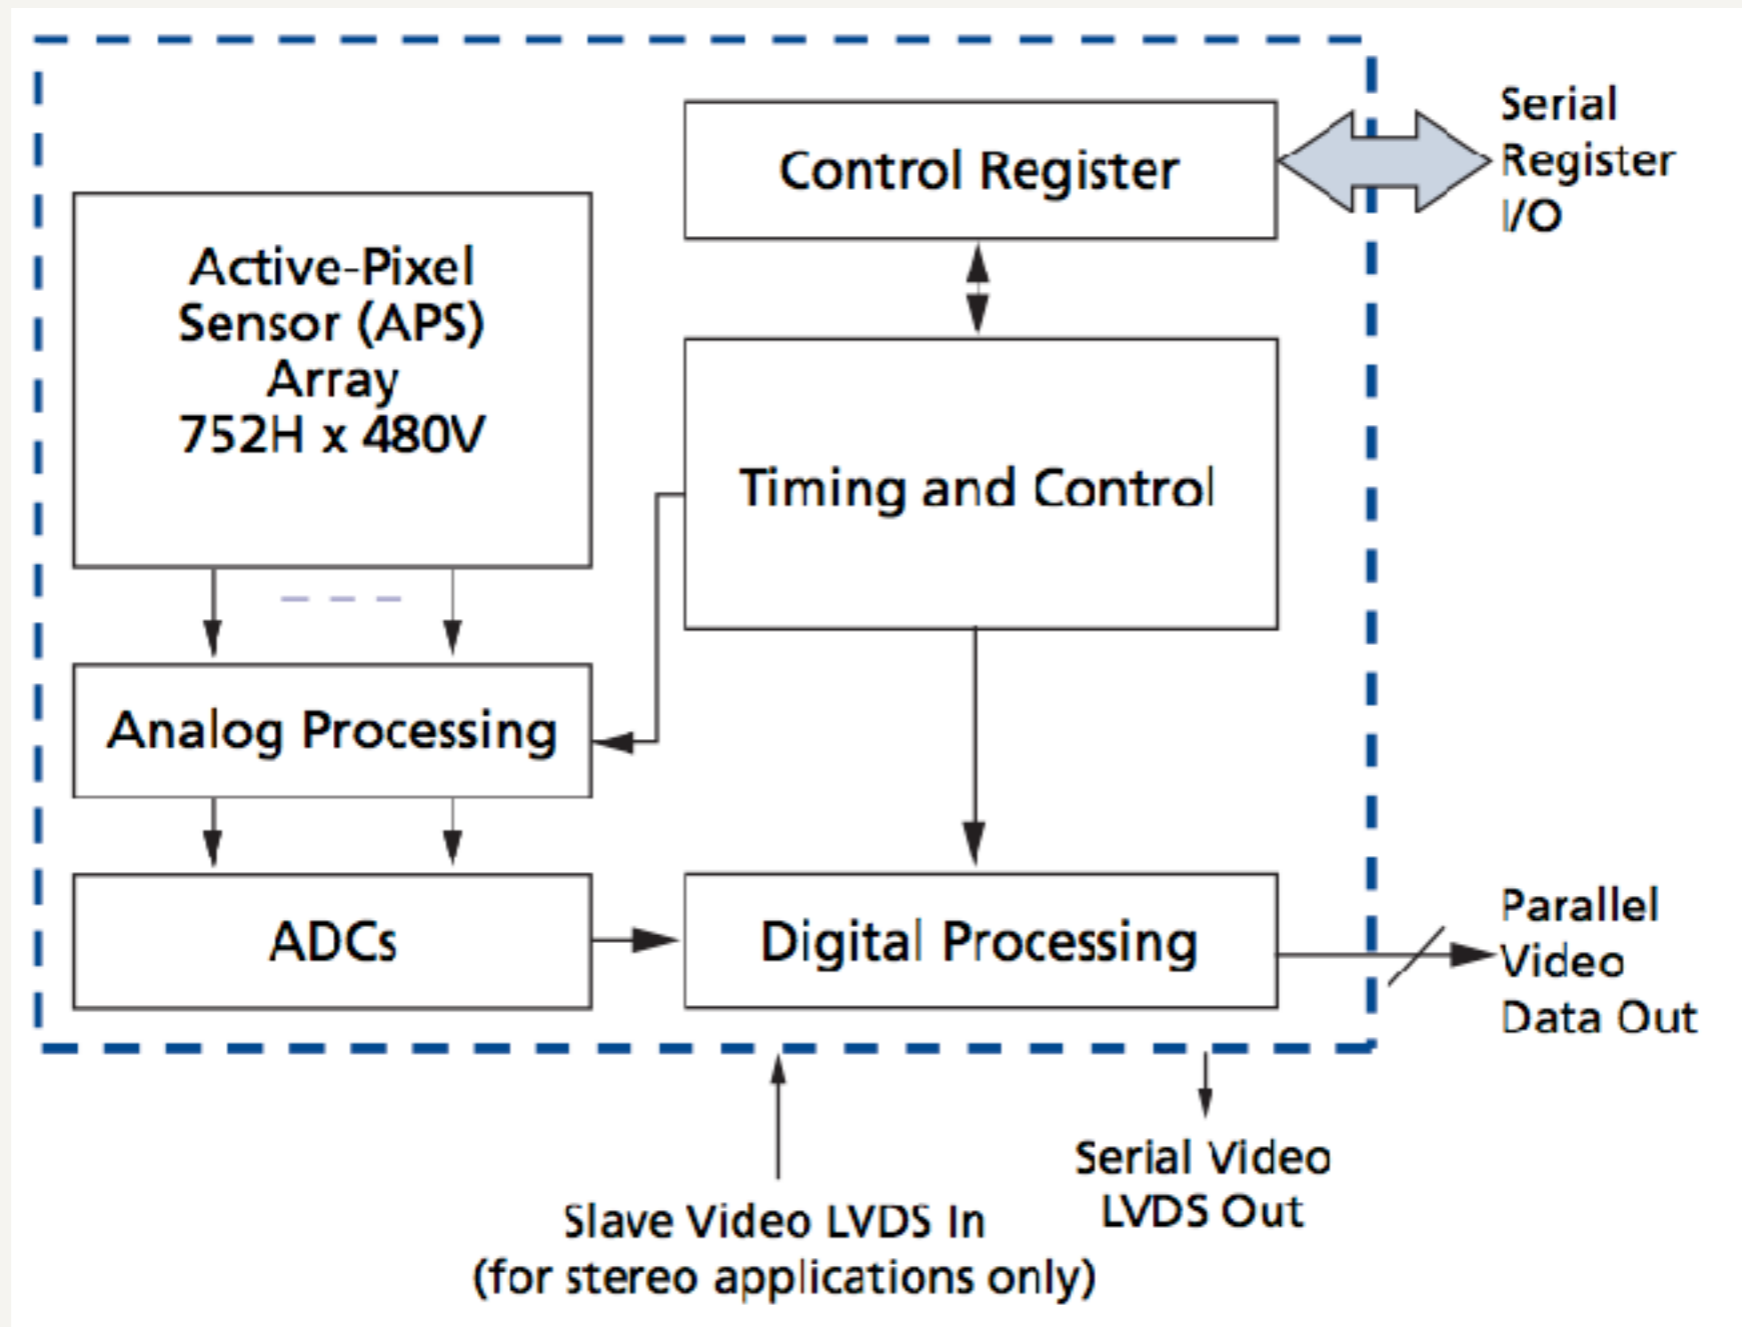 Control Register
Serial
Register
I/O
Active-Pixel
Sensor (APS)
Array
752H x 480V
Timing and Control
Analog Processing
ADCs
Digital Processing
Parallel
Video
Data Out
Slave Video LVDS In
(for stereo applications only)
Serial Video
LVDS Out